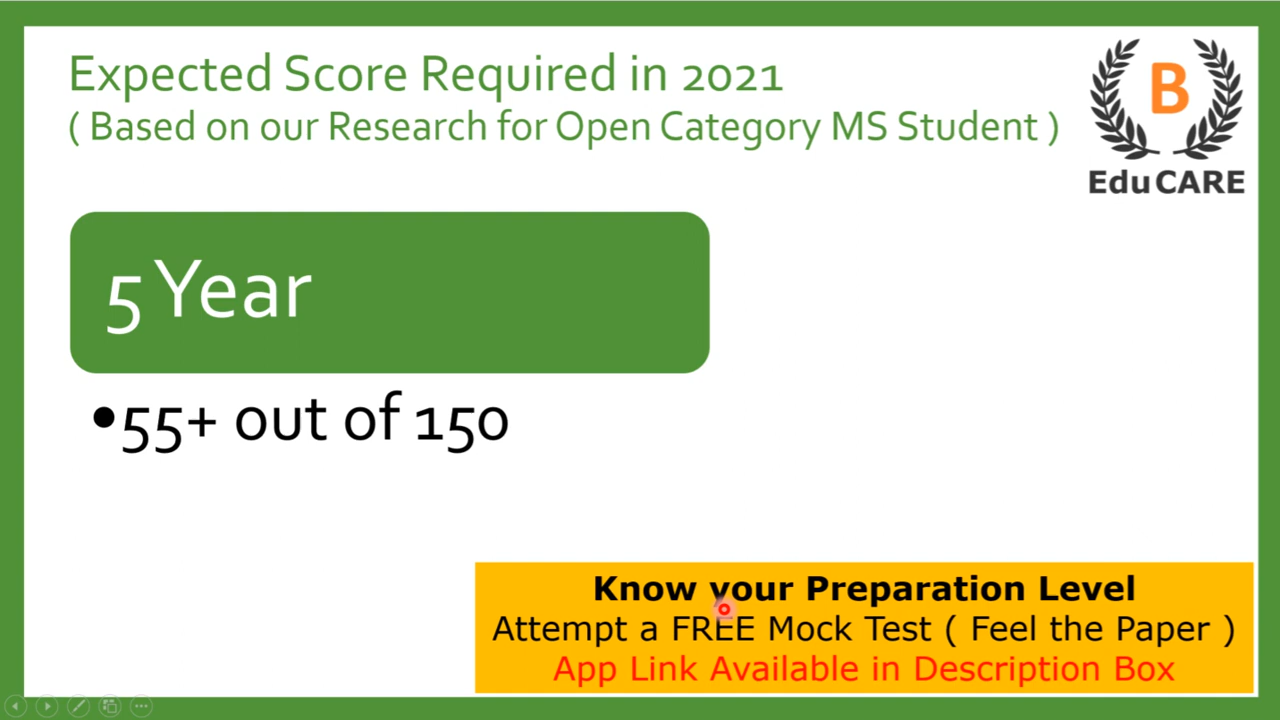 Expected Score Required in 2021
( Based on our Research for Open Category MS Student )
B
EduCARE
5 Year
•55+ out of 150
Know your Preparation Level
Attempt a FREE Mock Test ( Feel the Paper )
App Link Available in Description Box